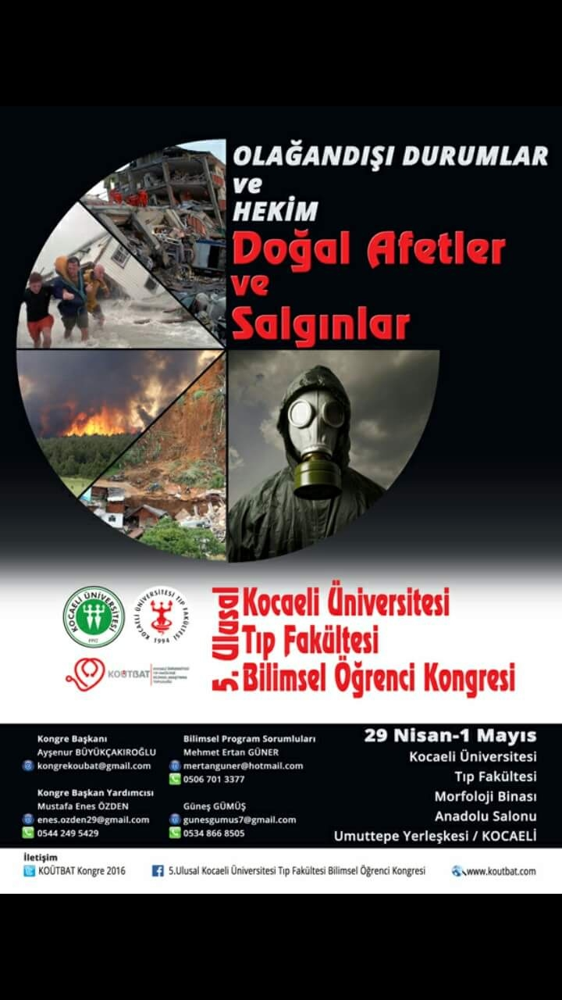 OLAĞANDIŞI DURUMLAR
ve
HEKİM
Doğal Afetler
ve
Salgınlar
KOCAELİ ÜNİVERSİTESİ
1992
KOCAELİ ÜNİVERSİTESİ TIP FAKÜLTESİ
1994
KOÜTBAT
5. Ulusal
Kocaeli Üniversitesi
Tıp Fakültesi
Bilimsel Öğrenci Kongresi
Kongre Başkanı
Ayşenur BÜYÜKÇAKIROĞLU
kongrekoubat@gmail.com
Kongre Başkan Yardımcısı
Mustafa Enes ÖZDEN
enes.ozden29@gmail.com
0544 249 5429
Bilimsel Program Sorumluları
Mehmet Ertan GÜNER
mertanguner@hotmail.com
0506 701 3377
Güneş GÜMÜŞ
gunesgumus7@gmail.com
0534 866 8505
29 Nisan-1 Mayıs
Kocaeli Üniversitesi
Tıp Fakültesi
Morfoloji Binası
Anadolu Salonu
Umuttepe Yerleşkesi / KOCAELİ
İletişim
KOÜTBAT Kongre 2016
5.Ulusal Kocaeli Üniversitesi Tıp Fakültesi Bilimsel Öğrenci Kongresi
www.koutbat.com